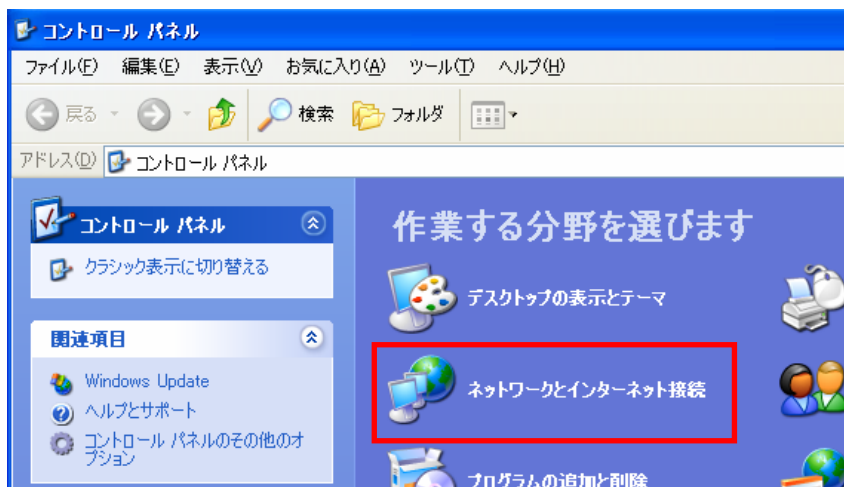 コントロール パネル
ファイル(F) 編集(E) 表示(V) お気に入り(A) ツール(T) ヘルプ(H)
戻る 検索 フォルダ
アドレス(D) コントロール パネル
コントロール パネル
クラシック表示に切り替える
関連項目
Windows Update
ヘルプとサポート
コントロール パネルのその他のオ
プション
作業する分野を選びます
デスクトップの表示とテーマ
ネットワークとインターネット接続
プログラムの追加と削除